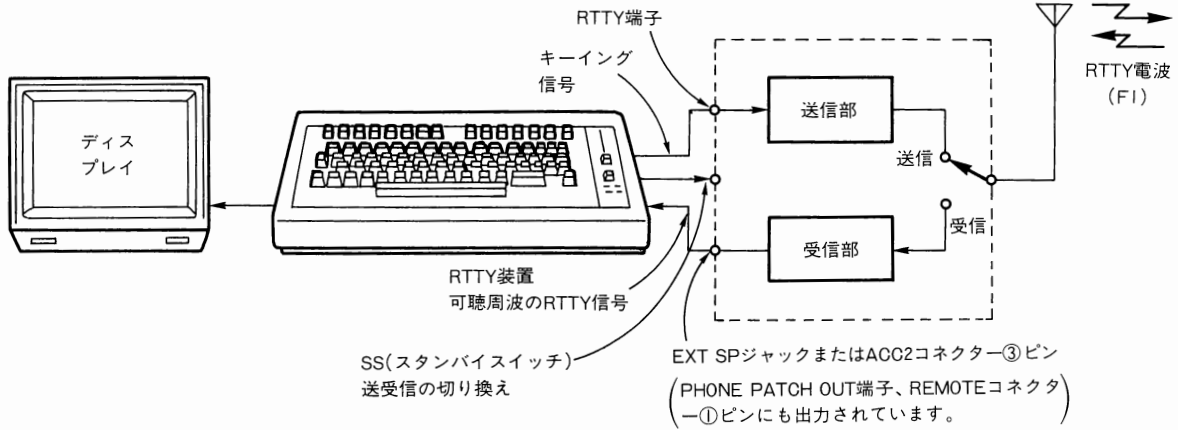 RTTY端子
キーイング
信号
RTTY電波
(F1)
ディス
プレイ
送信部
送信
受信
受信部
RTTY装置
可聴周波のRTTY信号
SS(スタンバイスイッチ)
送受信の切り換え
EXT SPジャックまたはACC2コネクター③ピン
(PHONE PATCH OUT端子、REMOTEコネクタ
ー①ピンにも出力されています。)